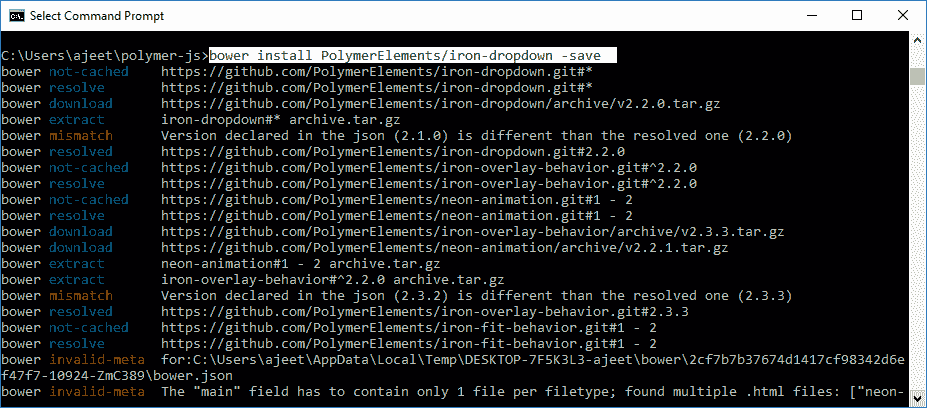 Select Command Prompt
C:\Users\ajeet\polymer-js>bower install PolymerElements/iron-dropdown -save
bower not-cached    https://github.com/PolymerElements/iron-dropdown.git#*
bower resolve       https://github.com/PolymerElements/iron-dropdown.git#*
bower download      https://github.com/PolymerElements/iron-dropdown/archive/v2.2.0.tar.gz
bower extract       iron-dropdown#* archive.tar.gz
bower mismatch      Version declared in the json (2.1.0) is different than the resolved one (2.2.0)
bower resolved      https://github.com/PolymerElements/iron-dropdown.git#2.2.0
bower not-cached    https://github.com/PolymerElements/iron-overlay-behavior.git#^2.2.0
bower resolve       https://github.com/PolymerElements/iron-overlay-behavior.git#^2.2.0
bower not-cached    https://github.com/PolymerElements/neon-animation.git#1 - 2
bower resolve       https://github.com/PolymerElements/neon-animation.git#1 - 2
bower download      https://github.com/PolymerElements/iron-overlay-behavior/archive/v2.3.3.tar.gz
bower download      https://github.com/PolymerElements/neon-animation/archive/v2.2.1.tar.gz
bower extract       neon-animation#1 - 2 archive.tar.gz
bower extract       iron-overlay-behavior#^2.2.0 archive.tar.gz
bower mismatch      Version declared in the json (2.3.2) is different than the resolved one (2.3.3)
bower resolved      https://github.com/PolymerElements/iron-overlay-behavior.git#2.3.3
bower not-cached    https://github.com/PolymerElements/iron-fit-behavior.git#1 - 2
bower resolve       https://github.com/PolymerElements/iron-fit-behavior.git#1 - 2
bower invalid-meta  for:C:\Users\ajeet\AppData\Local\Temp\DESKTOP-7F5K3L3-ajeet\bower\2cf7b7b37674d1417cf98342d6e
f47f7-10924-ZmC389\bower.json
bower invalid-meta  The "main" field has to contain only 1 file per filetype; found multiple .html files: ["neon-